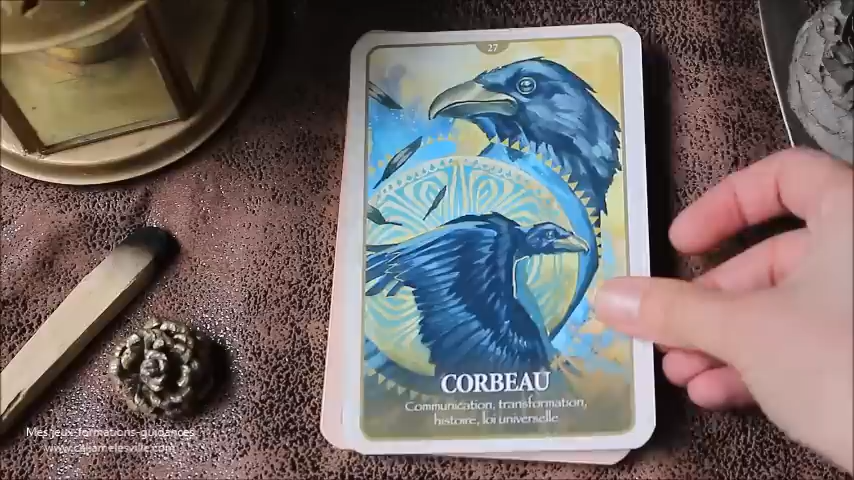 27
CORBEAU
Communication, transformation,
histoire, loi universelle
Mes jeux-formations-guidances